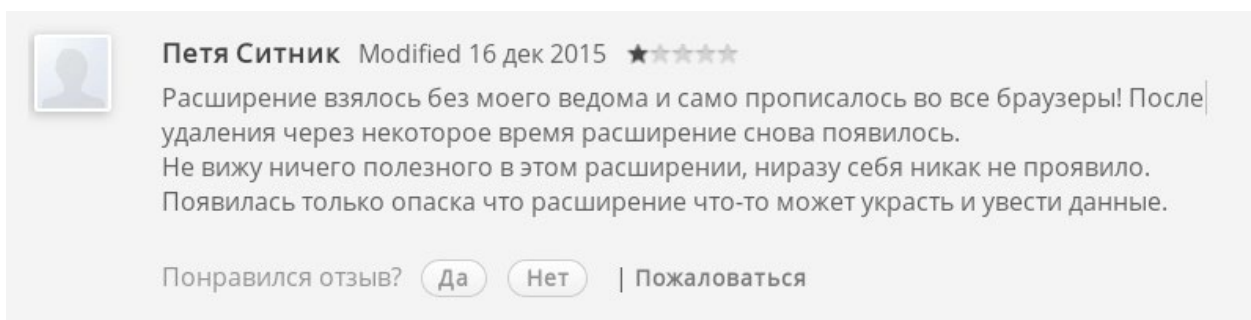 Петя Ситник Modified 16 дек 2015
Расширение взялось без моего ведома и само прописалось во все браузеры! После
удаления через некоторое время расширение снова появилось.
Не вижу ничего полезного в этом расширении, ниразу себя никак не проявило.
Появилась только опаска что расширение что-то может украсть и увести данные.
Понравился отзыв? Да Нет | Пожаловаться